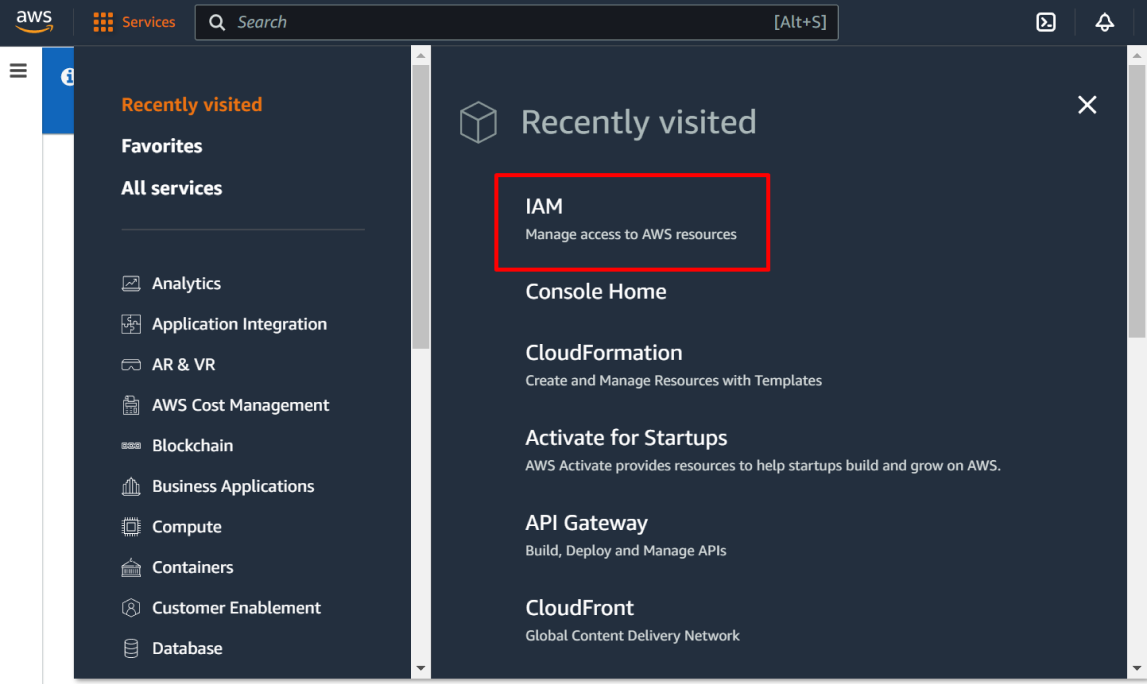 aws
Services
Search
[Alt+S]
Recently visited
Favorites
All services
Analytics
Application Integration
AR & VR
AWS Cost Management
Blockchain
Business Applications
Compute
Containers
Customer Enablement
Database
Recently visited
IAM
Manage access to AWS resources
Console Home
CloudFormation
Create and Manage Resources with Templates
Activate for Startups
AWS Activate provides resources to help startups build and grow on AWS.
API Gateway
Build, Deploy and Manage APIs
CloudFront
Global Content Delivery Network